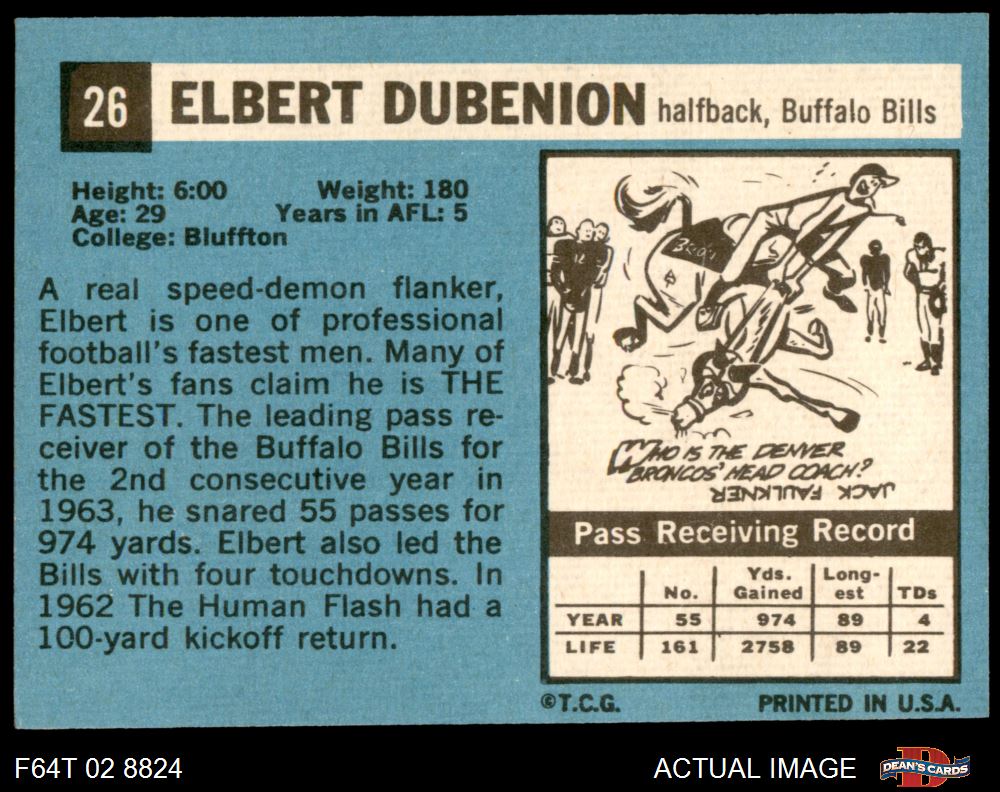 26 ELBERT DUBENION halfback, Buffalo Bills
Height: 6:00 Weight: 180
Age: 29 Years in AFL: 5
College: Bluffton
A real speed-demon flanker,
Elbert is one of professional
football's fastest men. Many of
Elbert's fans claim he is THE
FASTEST. The leading pass re-
ceiver of the Buffalo Bills for
the 2nd consecutive year in
1963, he snared 55 passes for
974 yards. Elbert also led the
Bills with four touchdowns. In
1962 The Human Flash had a
100-yard kickoff return.
WHO IS THE DENVER
BRONCOS' HEAD COACH?
JACK FAULKNER
Pass Receiving Record
No. Yds. Gained Long-est TDs
YEAR 55 974 89 4
LIFE 161 2758 89 22
©T.C.G. PRINTED IN U.S.A.
F64T 02 8824 ACTUAL IMAGE DEAN'S CARDS